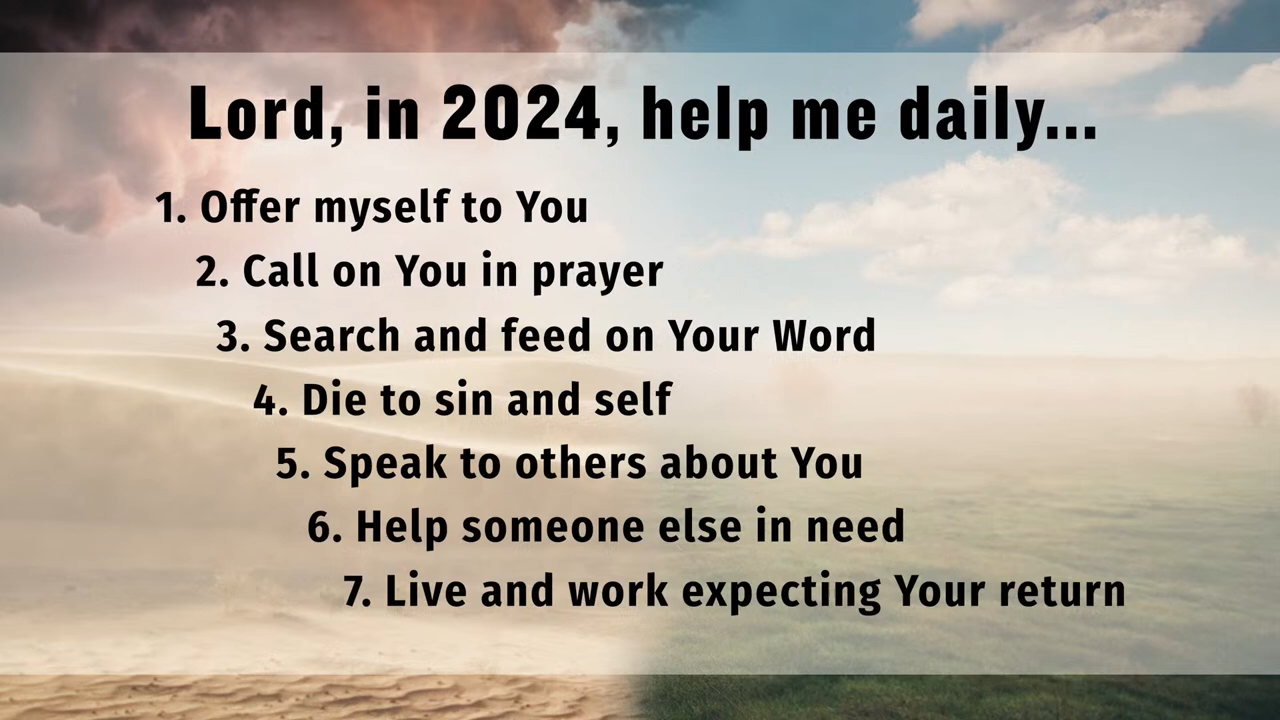 Lord, in 2024, help me daily...
1. Offer myself to You
2. Call on You in prayer
3. Search and feed on Your Word
4. Die to sin and self
5. Speak to others about You
6. Help someone else in need
7. Live and work expecting Your return